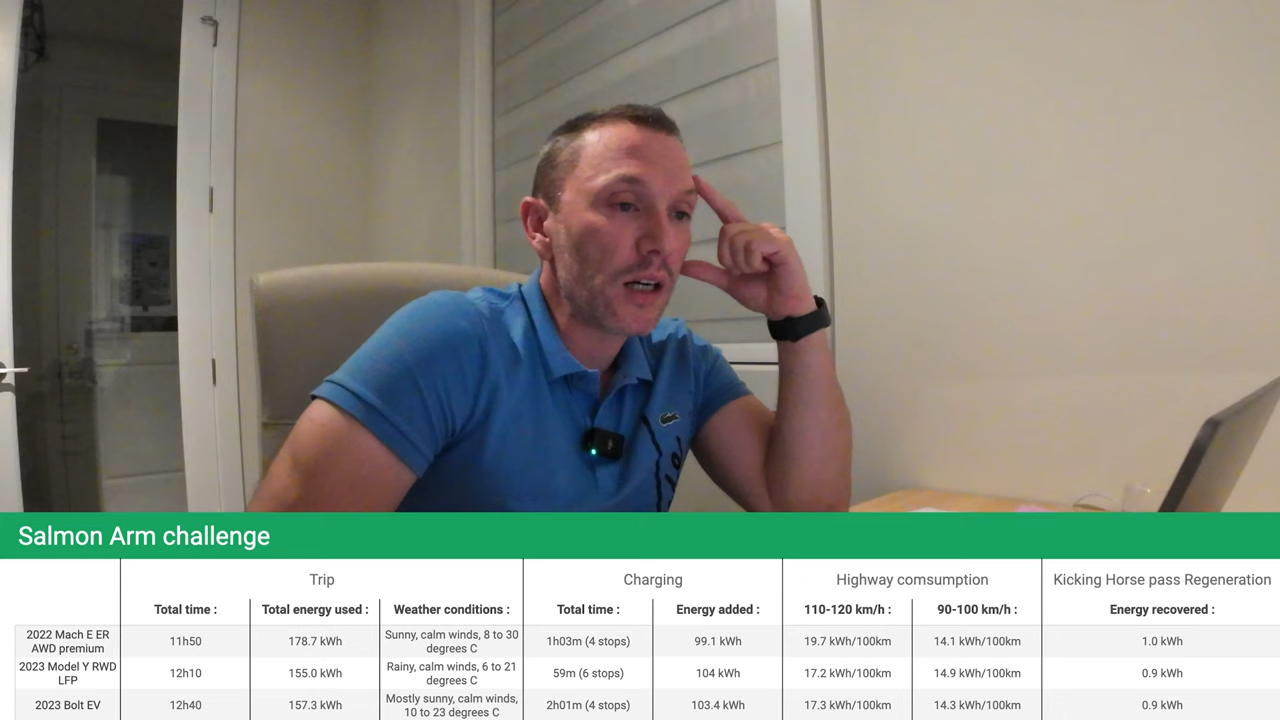 Salmon Arm challenge
Trip Charging Highway comsumption Kicking Horse pass Regeneration
Total time : Total energy used : Weather conditions : Total time : Energy added : 110-120 km/h : 90-100 km/h : Energy recovered :
2022 Mach E ER AWD premium 11h50 178.7 kWh Sunny, calm winds, 8 to 30 degrees C 1h03m (4 stops) 99.1 kWh 19.7 kWh/100km 14.1 kWh/100km 1.0 kWh
2023 Model Y RWD LFP 12h10 155.0 kWh Rainy, calm winds, 6 to 21 degrees C 59m (6 stops) 104 kWh 17.2 kWh/100km 14.9 kWh/100km 0.9 kWh
2023 Bolt EV 12h40 157.3 kWh Mostly sunny, calm winds, 10 to 23 degrees C 2h01m (4 stops) 103.4 kWh 17.3 kWh/100km 14.3 kWh/100km 0.9 kWh